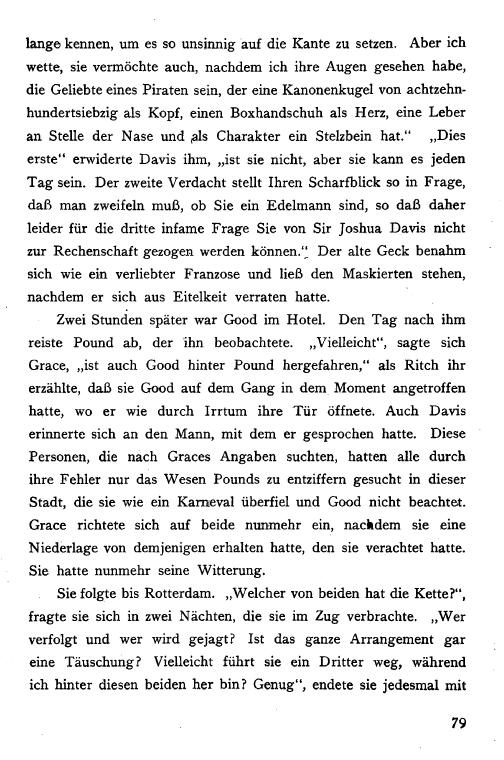 lange kennen, um es so unsinnig auf die Kante zu setzen. Aber ich
wette, sie vermöchte auch, nachdem ich ihre Augen gesehen habe,
die Geliebte eines Piraten sein, der eine Kanonenkugel von achtzehn-
hundertsiebzig als Kopf, einen Boxhandschuh als Herz, eine Leber
an Stelle der Nase und als Charakter ein Stelzbein hat.“ „Dies
erste“ erwiderte Davis ihm, „ist sie nicht, aber sie kann es jeden
Tag sein. Der zweite Verdacht stellt Ihren Scharfblick so in Frage,
daß man zweifeln muß, ob Sie ein Edelmann sind, so daß daher
leider für die dritte infame Frage Sie von Sir Joshua Davis nicht
zur Rechenschaft gezogen werden können.“ Der alte Geck benahm
sich wie ein verliebter Franzose und ließ den Maskierten stehen,
nachdem er sich aus Eitelkeit verraten hatte.
Zwei Stunden später war Good im Hotel. Den Tag nach ihm
reiste Pound ab, der ihn beobachtete. „Vielleicht“, sagte sich
Grace, „ist auch Good hinter Pound hergefahren,“ als Ritch ihr
erzählte, daß sie Good auf dem Gang in dem Moment angetroffen
hatte, wo er wie durch Irrtum ihre Tür öffnete. Auch Davis
erinnerte sich an den Mann, mit dem er gesprochen hatte. Diese
Personen, die nach Graces Angaben suchten, hatten alle durch
ihre Fehler nur das Wesen Pounds zu entziffern gesucht in dieser
Stadt, die sie wie ein Karneval überfiel und Good nicht beachtet.
Grace richtete sich auf beide nunmehr ein, nachdem sie eine
Niederlage von demjenigen erhalten hatte, den sie verachtet hatte.
Sie hatte nunmehr seine Witterung.
Sie folgte bis Rotterdam. „Welcher von beiden hat die Kette?“,
fragte sie sich in zwei Nächten, die sie im Zug verbrachte. „Wer
verfolgt und wer wird gejagt? Ist das ganze Arrangement gar
eine Täuschung? Vielleicht führt sie ein Dritter weg, während
ich hinter diesen beiden her bin? Genug“, endete sie jedesmal mit
79